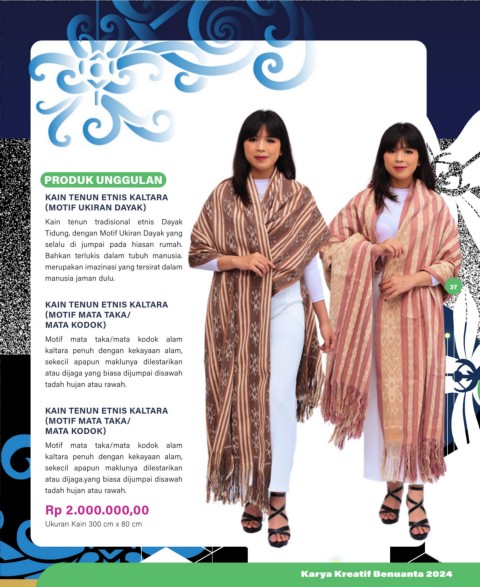 PRODUK UNGGULAN
KAIN TENUN ETNIS KALTARA
(MOTIF UKIRAN DAYAK)
Kain tenun tradisional etnis Dayak
Tidung, dengan Motif Ukiran Dayak yang
selalu di jumpai pada hiasan rumah.
Bahkan terlukis dalam tubuh manusia.
merupakan imazinasi yang tersirat dalam
manusia jaman dulu.
KAIN TENUN ETNIS KALTARA
(MOTIF MATA TAKA/
MATA KODOK)
Motif mata taka/mata kodok alam
kaltara penuh dengan kekayaan alam,
sekecil apapun maklunya dilestarikan
atau dijaga yang biasa dijumpai disawah
tadah hujan atau rawah.
KAIN TENUN ETNIS KALTARA
(MOTIF MATA TAKA/
MATA KODOK)
Motif mata taka/mata kodok alam
kaltara penuh dengan kekayaan alam,
sekecil apapun maklunya dilestarikan
atau dijaga.yang biasa dijumpai disawah
tadah hujan atau rawah.
Rp 2.000.000,00
Ukuran Kain 300 cm x 80 cm
37
Karya Kreatif Benuanta 2024